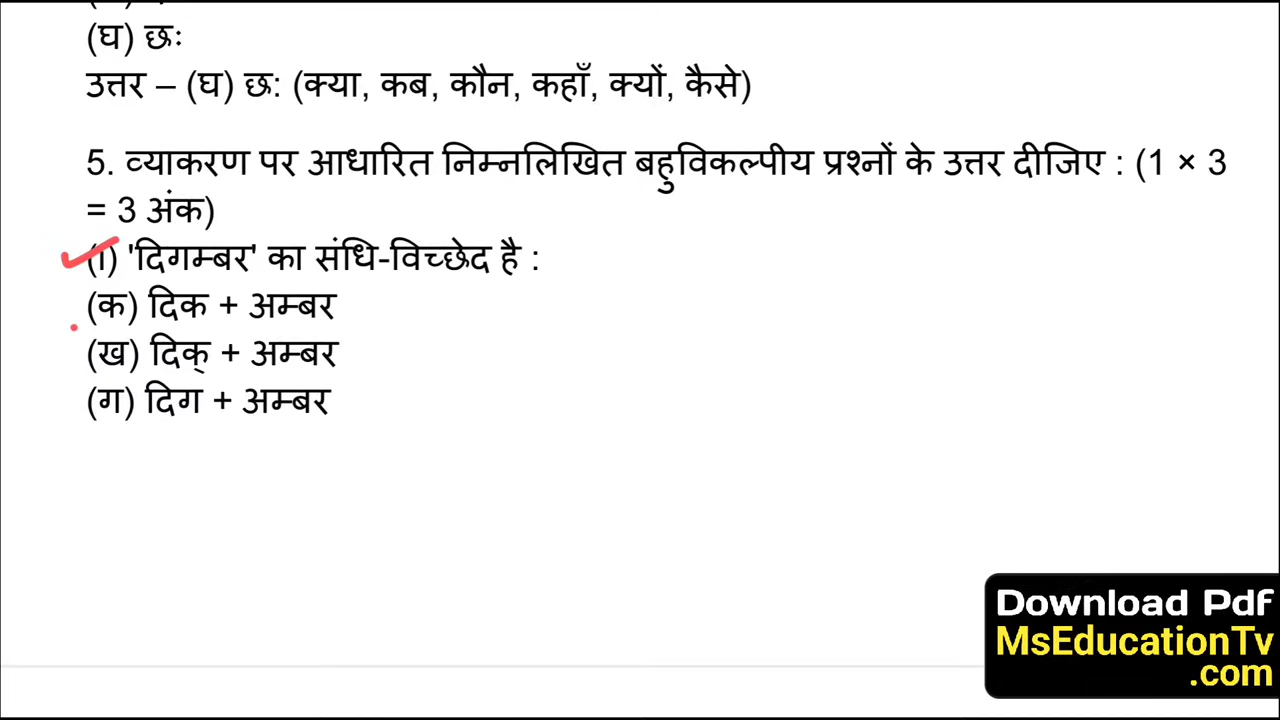 (घ) छः
उत्तर – (घ) छ: (क्या, कब, कौन, कहाँ, क्यों, कैसे)
5. व्याकरण पर आधारित निम्नलिखित बहुविकल्पीय प्रश्नों के उत्तर दीजिए : (1 × 3
= 3 अंक)
(i) 'दिगम्बर' का संधि-विच्छेद है :
(क) दिक + अम्बर
(ख) दिक् + अम्बर
(ग) दिग + अम्बर
Download Pdf
MsEducationTv
.com